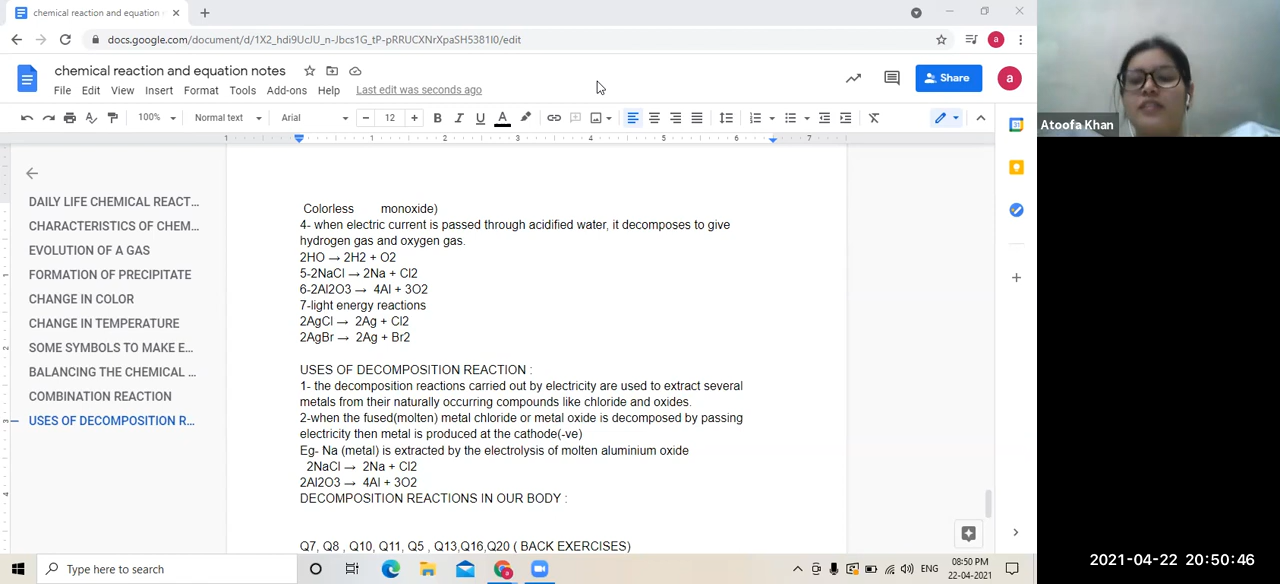 chemical reaction and equation notes
docs.google.com/document/d/1X2_hdi9UcIU_n-Jbcs1G_tP-pRRUCXNrXpaSH5381I0/edit
chemical reaction and equation notes
File Edit View Insert Format Tools Add-ons Help Last edit was seconds ago
Share
a
100% Normal text Arial 12
1 1 2 3 4 5 6 7
Atoofa Khan
DAILY LIFE CHEMICAL REACT...
CHARACTERISTICS OF CHEM...
EVOLUTION OF A GAS
FORMATION OF PRECIPITATE
CHANGE IN COLOR
CHANGE IN TEMPERATURE
SOME SYMBOLS TO MAKE E...
BALANCING THE CHEMICAL ...
COMBINATION REACTION
USES OF DECOMPOSITION R...
Colorless monoxide)
4- when electric current is passed through acidified water, it decomposes to give
hydrogen gas and oxygen gas.
2HO → 2H2 + O2
5-2NaCl → 2Na + Cl2
6-2Al2O3 → 4Al + 3O2
7-light energy reactions
2AgCl → 2Ag + Cl2
2AgBr → 2Ag + Br2
USES OF DECOMPOSITION REACTION :
1- the decomposition reactions carried out by electricity are used to extract several
metals from their naturally occurring compounds like chloride and oxides.
2-when the fused(molten) metal chloride or metal oxide is decomposed by passing
electricity then metal is produced at the cathode(-ve)
Eg- Na (metal) is extracted by the electrolysis of molten aluminium oxide
2NaCl → 2Na + Cl2
2Al2O3 → 4Al + 3O2
DECOMPOSITION REACTIONS IN OUR BODY :
Q7, Q8 , Q10, Q11, Q5 , Q13,Q16,Q20 ( BACK EXERCISES)
Type here to search
ENG
08:50 PM
22-04-2021
2021-04-22 20:50:46